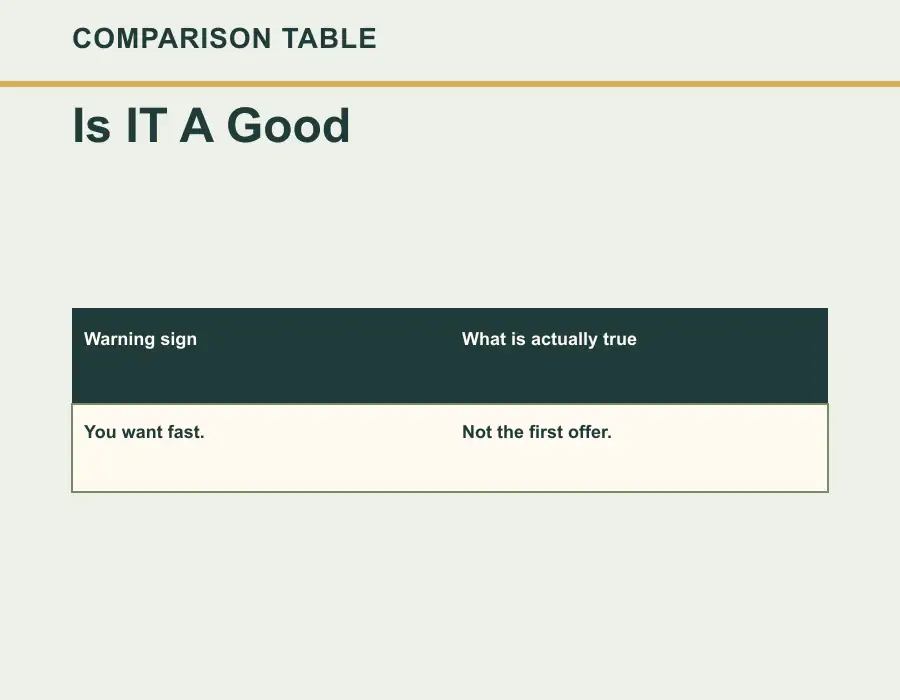 COMPARISON TABLE
Is IT A Good
Warning sign What is actually true
You want fast. Not the first offer.